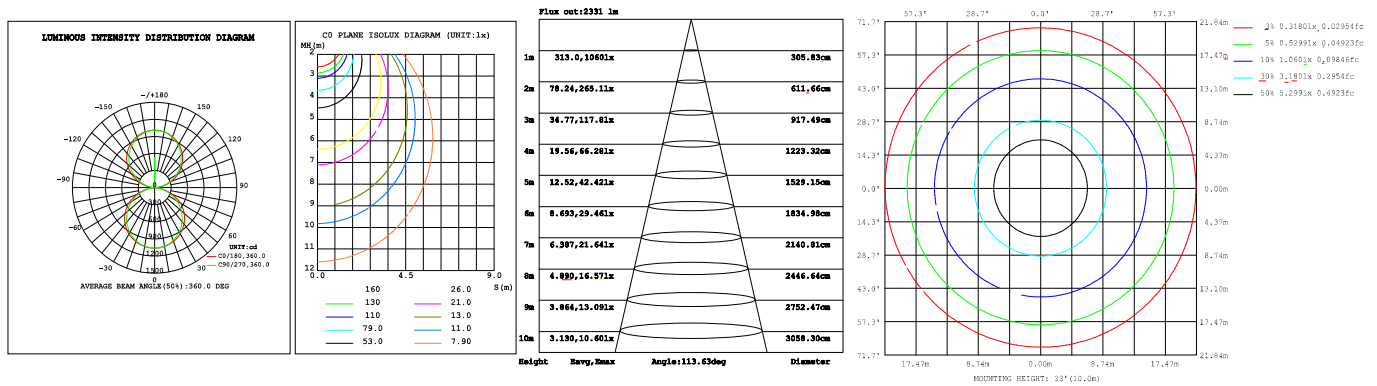 LUMINOUS INTENSITY DISTRIBUTION DIAGRAM
-/+180
-150 150
-120 120
-90 90
-60 60
-30 30
0
0
300
600
900
1200
1500
UNIT:cd
C0/180,360.0
C90/270,360.0
AVERAGE BEAM ANGLE(50%):360.0 DEG
C0 PLANE ISOLUX DIAGRAM (UNIT:lx)
MH(m)
2
3
4
5
6
7
8
9
10
11
12
0.0 4.5 9.0
S(m)
160 26.0
130 21.0
110 13.0
79.0 11.0
53.0 7.90
Flux out:2331 lm
1m 313.0,1060lx 305.83cm
2m 78.24,265.1lx 611.66cm
3m 34.77,117.8lx 917.49cm
4m 19.56,66.28lx 1223.32cm
5m 12.52,42.42lx 1529.15cm
6m 8.693,29.46lx 1834.98cm
7m 6.387,21.64lx 2140.81cm
8m 4.890,16.57lx 2446.64cm
9m 3.864,13.09lx 2752.47cm
10m 3.130,10.60lx 3058.30cm
Height Eavg,Emax Angle:113.63deg Diameter
57.3° 28.7° 0.0° 28.7° 57.3°
71.7° 21.84m
57.3° 17.47m
43.0° 13.10m
28.7° 8.74m
14.3° 4.37m
0.0° 0.00m
14.3° 4.37m
28.7° 8.74m
43.0° 13.10m
57.3° 17.47m
71.7° 21.84m
17.47m 8.74m 0.00m 8.74m 17.47m
MOUNTING HEIGHT: 33'(10.0m)
3% 0.3180lx 0.02954fc
5% 0.5299lx 0.04923fc
10% 1.060lx 0.09846fc
30% 3.180lx 0.2954fc
50% 5.299lx 0.4923fc